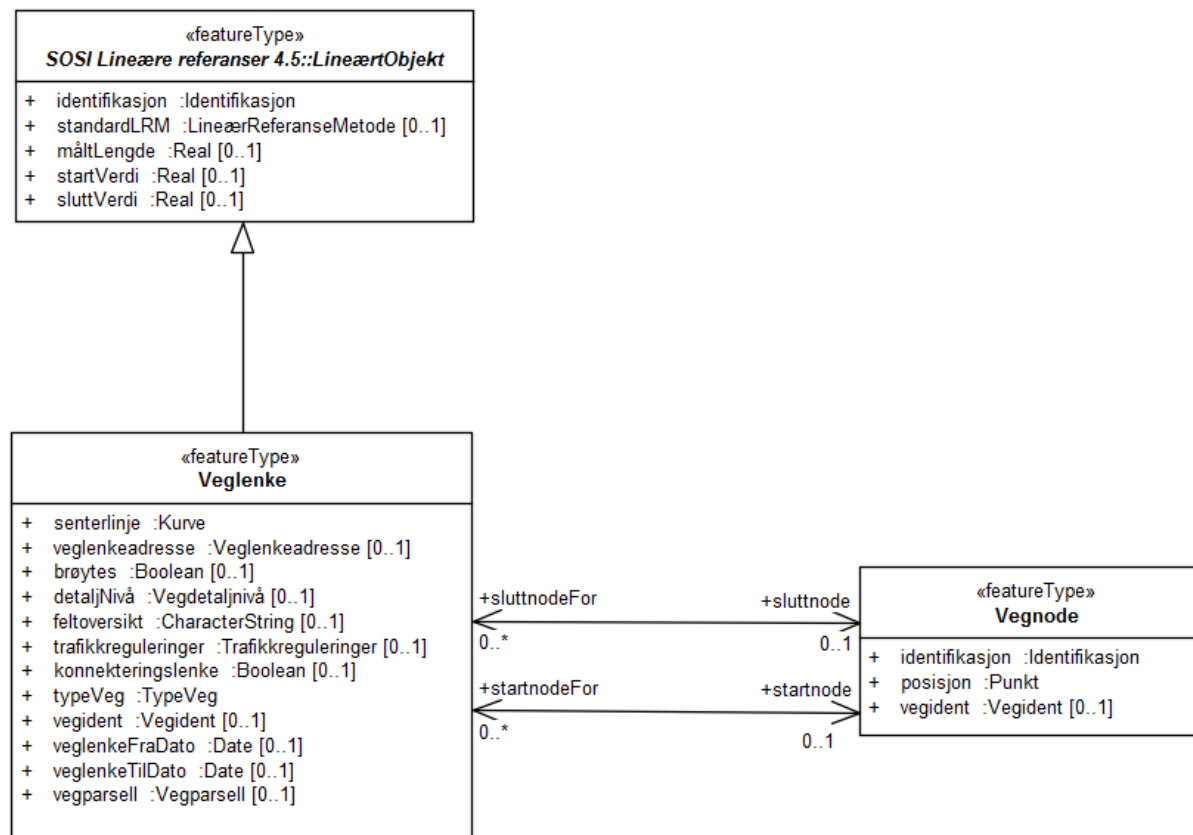 «featureType»
SOSI Lineære referanser 4.5::LineærtObjekt
+ identifikasjon :Identifikasjon
+ standardLRM :LineærReferanseMetode [0..1]
+ måltLengde :Real [0..1]
+ startVerdi :Real [0..1]
+ sluttVerdi :Real [0..1]
«featureType»
Veglenke
+ senterlinje :Kurve
+ veglenkeadresse :Veglenkeadresse [0..1]
+ brøytes :Boolean [0..1]
+ detaljNivå :Vegdetaljnivå [0..1]
+ feltoversikt :CharacterString [0..1]
+ trafikkreguleringer :Trafikkreguleringer [0..1]
+ konnekteringslenke :Boolean [0..1]
+ typeVeg :TypeVeg
+ vegident :Vegident [0..1]
+ veglenkeFraDato :Date [0..1]
+ veglenkeTilDato :Date [0..1]
+ vegparsell :Vegparsell [0..1]
+sluttnodeFor +sluttnode
0..* 0..1
+startnodeFor +startnode
0..* 0..1
«featureType»
Vegnode
+ identifikasjon :Identifikasjon
+ posisjon :Punkt
+ vegident :Vegident [0..1]